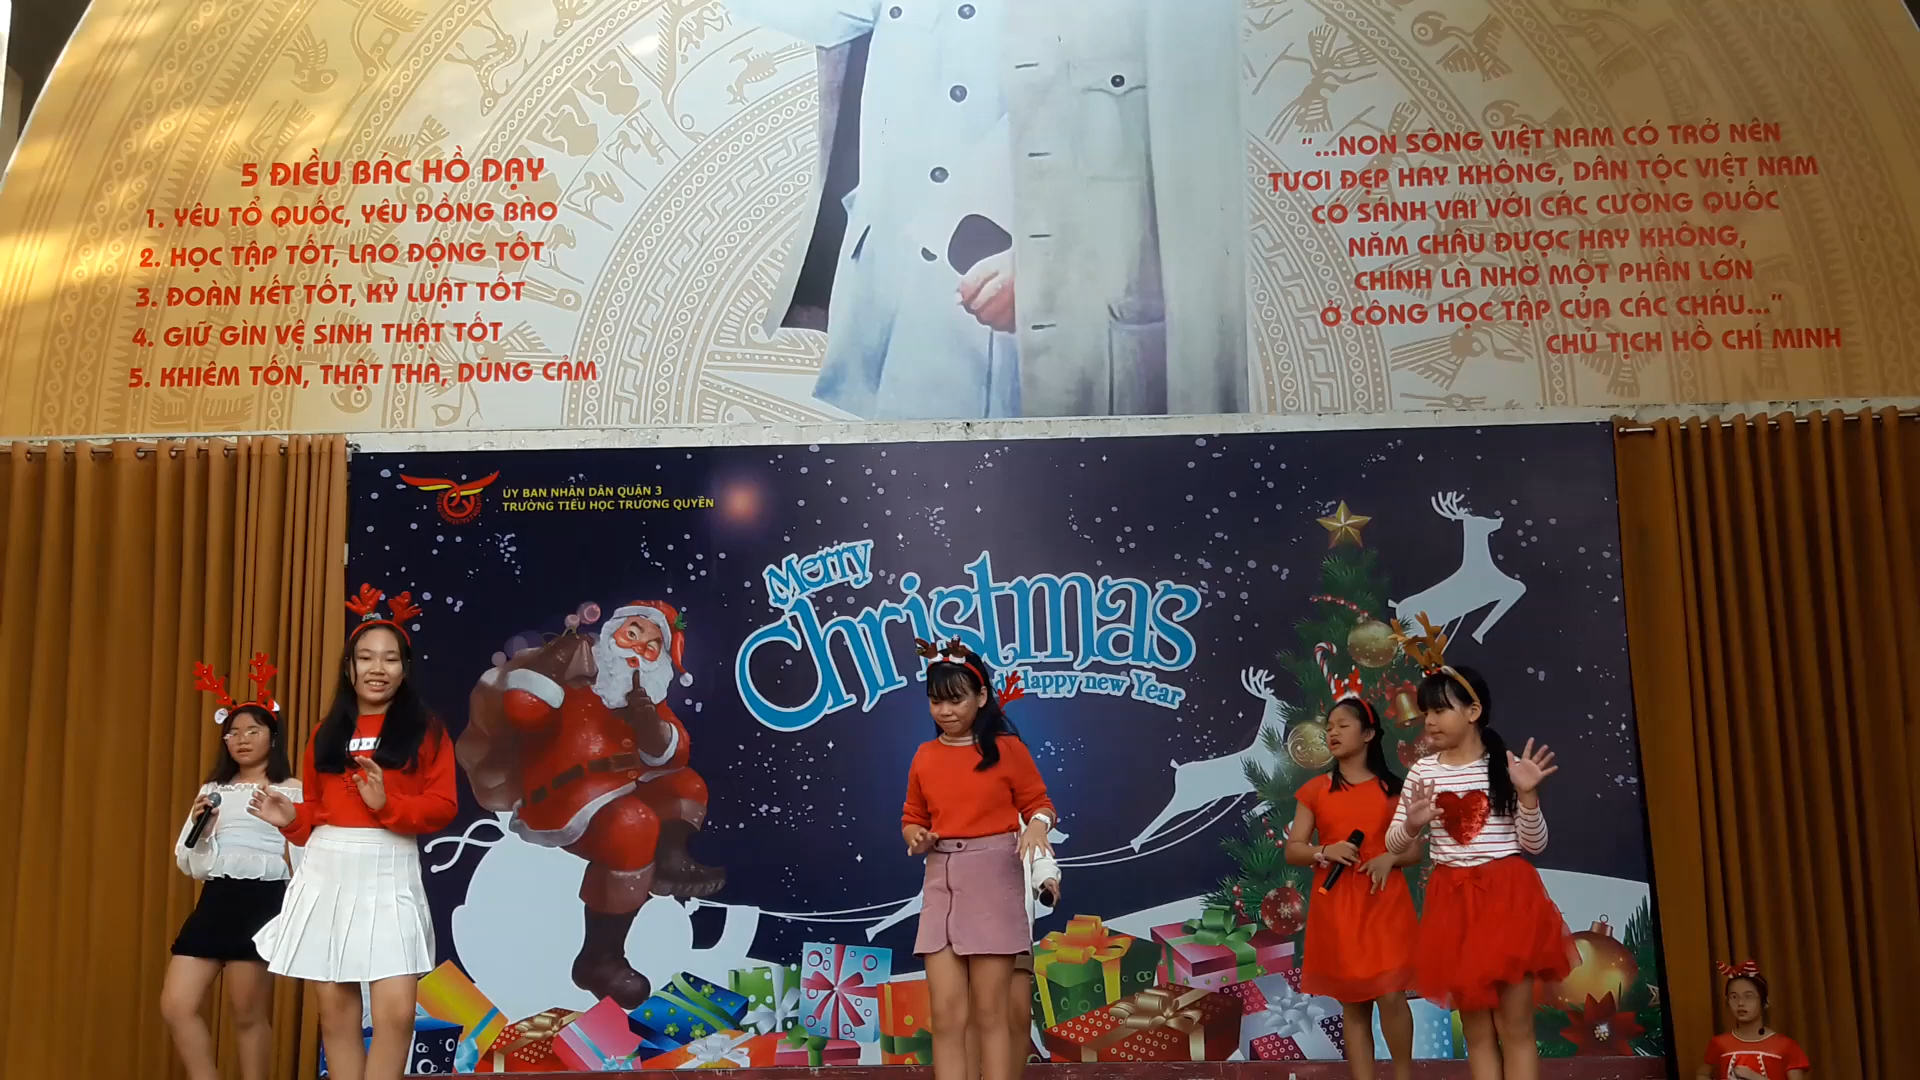 5 ĐIỀU BÁC HỒ DẠY
1. YÊU TỔ QUỐC, YÊU ĐỒNG BÀO
2. HỌC TẬP TỐT, LAO ĐỘNG TỐT
3. ĐOÀN KẾT TỐT, KỶ LUẬT TỐT
4. GIỮ GÌN VỆ SINH THẬT TỐT
5. KHIÊM TỐN, THẬT THÀ, DŨNG CẢM
"...NON SÔNG VIỆT NAM CÓ TRỞ NÊN
TƯƠI ĐẸP HAY KHÔNG, DÂN TỘC VIỆT NAM
CÓ SÁNH VAI VỚI CÁC CƯỜNG QUỐC
NĂM CHÂU ĐƯỢC HAY KHÔNG,
CHÍNH LÀ NHỜ MỘT PHẦN LỚN
Ở CÔNG HỌC TẬP CỦA CÁC CHÁU..."
CHỦ TỊCH HỒ CHÍ MINH
ỦY BAN NHÂN DÂN QUẬN 3
TRƯỜNG TIỂU HỌC TRƯƠNG QUYỀN
Merry
Christmas
Happy new Year